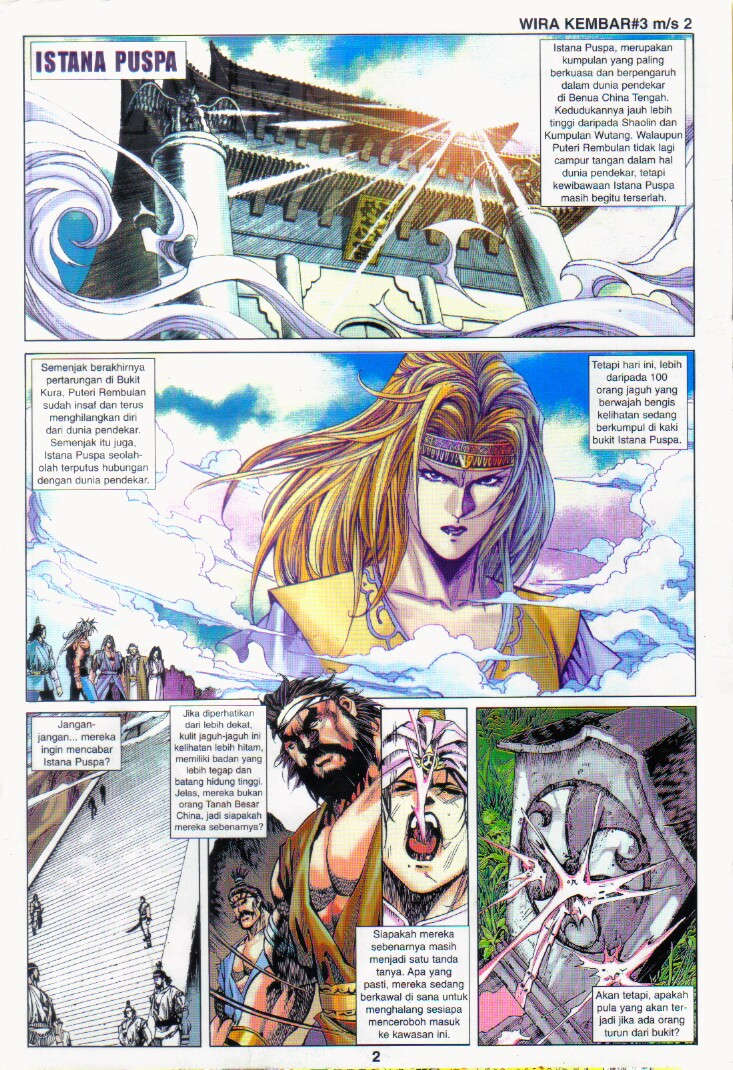 WIRA KEMBAR#3 m/s 2
ISTANA PUSPA
Istana Puspa, merupakan
kumpulan yang paling
berkuasa dan berpengaruh
dalam dunia pendekar
di Benua China Tengah.
Kedudukannya jauh lebih
tinggi daripada Shaolin dan
Kumpulan Wutang. Walaupun
Puteri Rembulan tidak lagi
campur tangan dalam hal
dunia pendekar, tetapi
kewibawaan Istana Puspa
masih begitu terserlah.
Semenjak berakhirnya
pertarungan di Bukit
Kura, Puteri Rembulan
sudah insaf dan terus
menghilangkan diri
dari dunia pendekar.
Semenjak itu juga,
Istana Puspa seolah-
olah terputus hubungan
dengan dunia pendekar.
Tetapi hari ini, lebih
daripada 100
orang jaguh yang
berwajah bengis
kelihatan sedang
berkumpul di kaki
bukit Istana Puspa.
Jangan-
jangan... mereka
ingin mencabar
Istana Puspa?
Jika diperhatikan
dari lebih dekat,
kulit jaguh-jaguh ini
kelihatan lebih hitam,
memiliki badan yang
lebih tegap dan
batang hidung tinggi.
Jelas, mereka bukan
orang Tanah Besar
China, jadi siapakah
mereka sebenarnya?
Siapakah mereka
sebenarnya masih
menjadi satu tanda
tanya. Apa yang
pasti, mereka sedang
berkawal di sana untuk
menghalang sesiapa
menceroboh masuk
ke kawasan ini.
Akan tetapi, apakah
pula yang akan ter-
jadi jika ada orang
turun dari bukit?
2